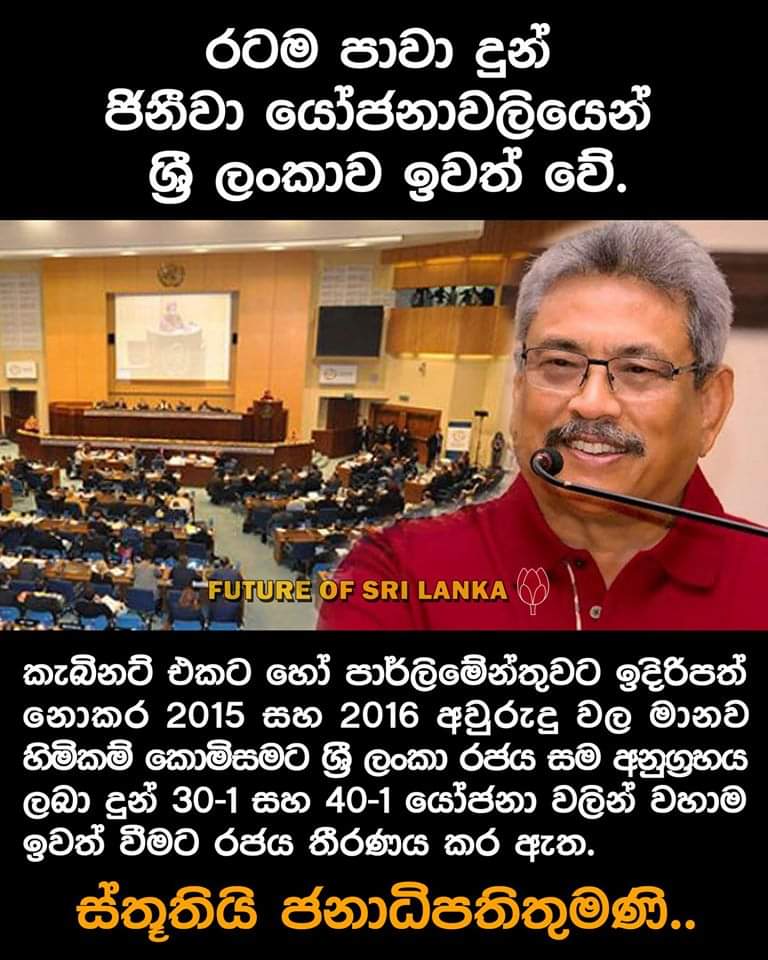 රටම පාවා දුන්
ජිනීවා යෝජනාවලියෙන්
ශ්‍රී ලංකාව ඉවත් වේ.
FUTURE OF SRI LANKA
කැබිනට් එකට හෝ පාර්ලිමේන්තුවට ඉදිරිපත්
නොකර 2015 සහ 2016 අවුරුදු වල මානව
හිමිකම් කොමිසමට ශ්‍රී ලංකා රජය සම අනුග්‍රහය
ලබා දුන් 30-1 සහ 40-1 යෝජනා වලින් වහාම
ඉවත් වීමට රජය තීරණය කර ඇත.
ස්තූතියි ජනාධිපතිතුමණි..